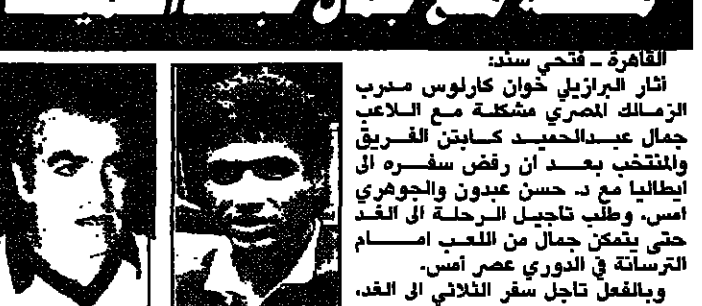 القاهرة ــ فتحي سند:
أثار البرازيلي خوان كارلوس مدرب
الزمالك المصري مشكلة مع اللاعب
جمال عبدالحميد كابتن الفريق
والمنتخب بعد ان رفض سفره الى
ايطاليا مع د. حسن عبدون والجوهري
امس، وطلب تاجيل الرحلة الى الغد
حتى يتمكن جمال من اللعب امام
الترسانة في الدوري عصر أمس.
وبالفعل تاجل سفر الثلاثي الى الغد،